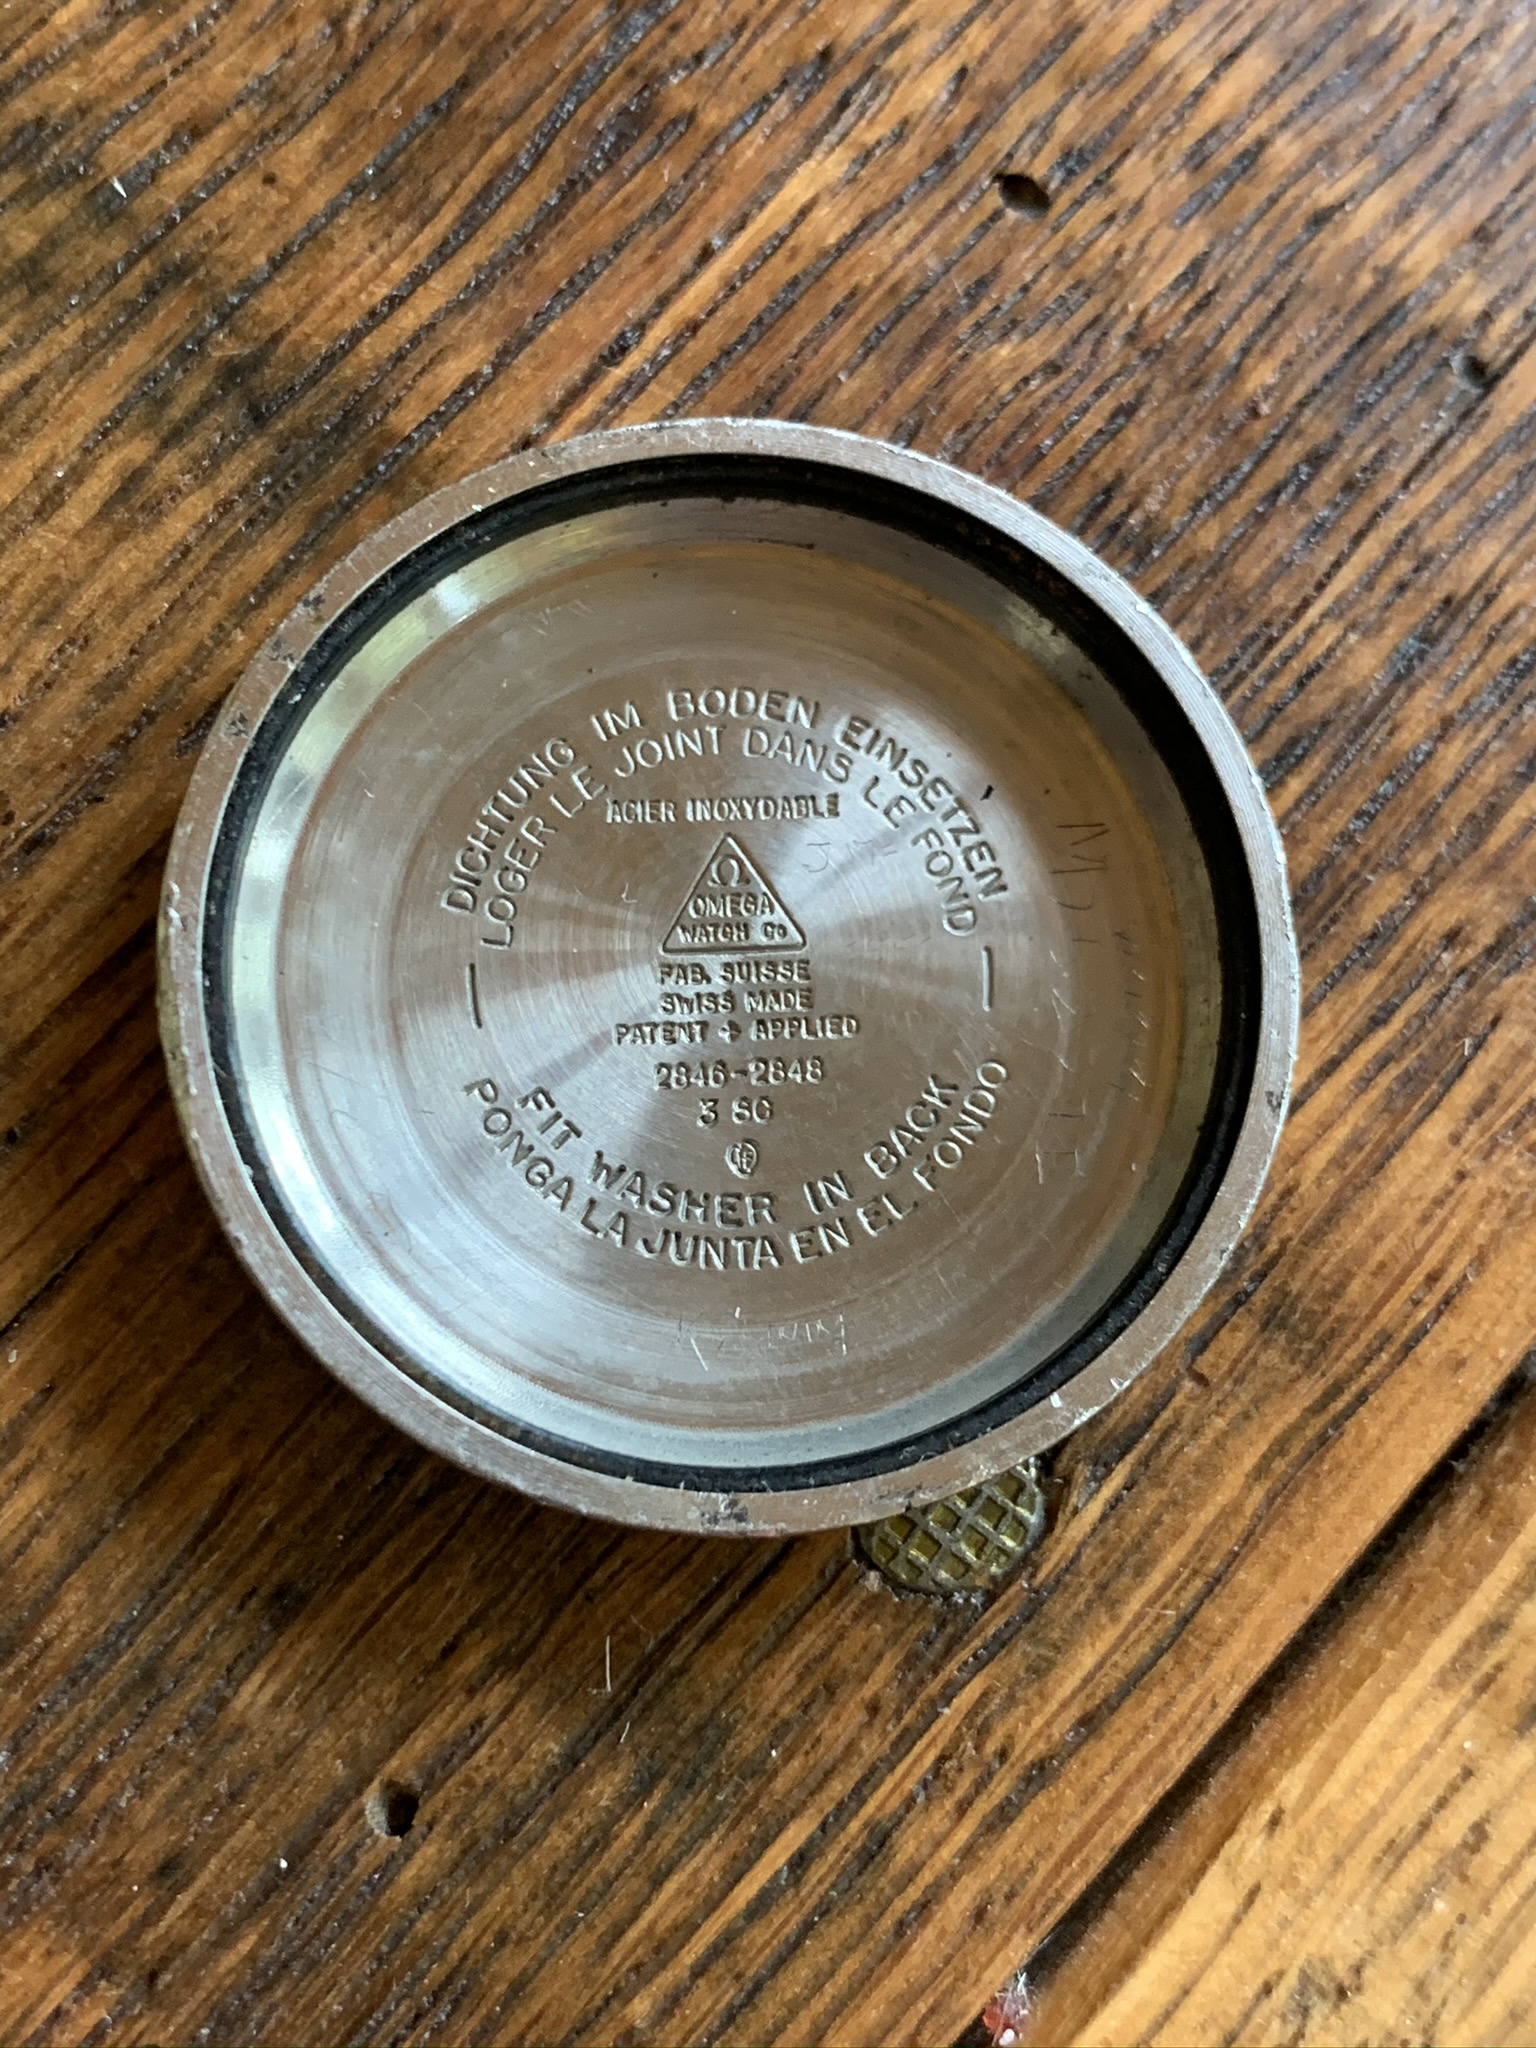 DICHTUNG IM BODEN EINSETZEN
LOGER LE JOINT DANS LE FOND
ACIER INOXYDABLE
Ω
OMEGA
WATCH Co
FAB. SUISSE
SWISS MADE
PATENT + APPLIED
2846-2848
3 SC
FIT WASHER IN BACK
PONGA LA JUNTA EN EL FONDO